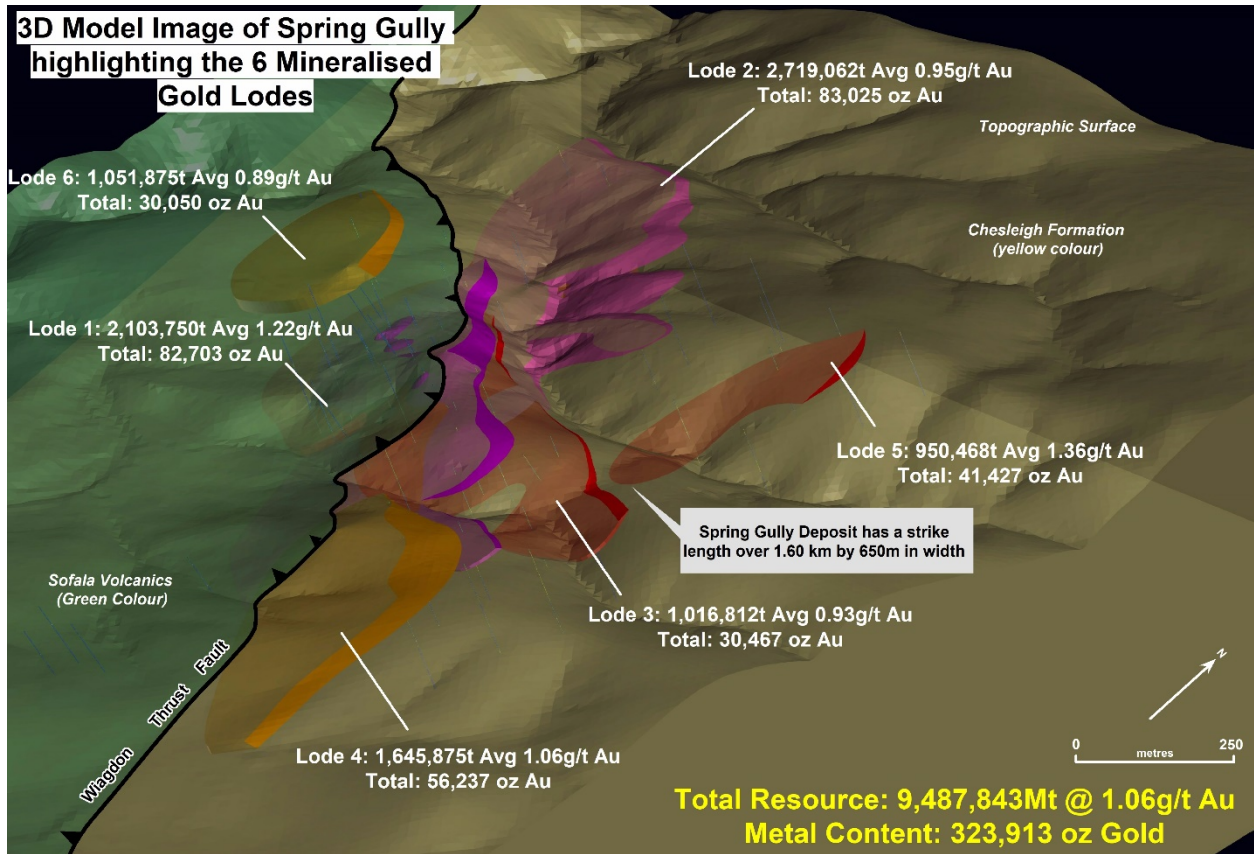 3D Model Image of Spring Gully
highlighting the 6 Mineralised
Gold Lodes
Lode 2: 2,719,062t Avg 0.95g/t Au
Total: 83,025 oz Au
Topographic Surface
Lode 6: 1,051,875t Avg 0.89g/t Au
Total: 30,050 oz Au
Chesleigh Formation
(yellow colour)
Lode 1: 2,103,750t Avg 1.22g/t Au
Total: 82,703 oz Au
Lode 5: 950,468t Avg 1.36g/t Au
Total: 41,427 oz Au
Spring Gully Deposit has a strike
length over 1.60 km by 650m in width
Sofala Volcanics
(Green Colour)
Lode 3: 1,016,812t Avg 0.93g/t Au
Total: 30,467 oz Au
Wiagdon Thrust Fault
N
Lode 4: 1,645,875t Avg 1.06g/t Au
Total: 56,237 oz Au
0 metres 250
Total Resource: 9,487,843Mt @ 1.06g/t Au
Metal Content: 323,913 oz Gold